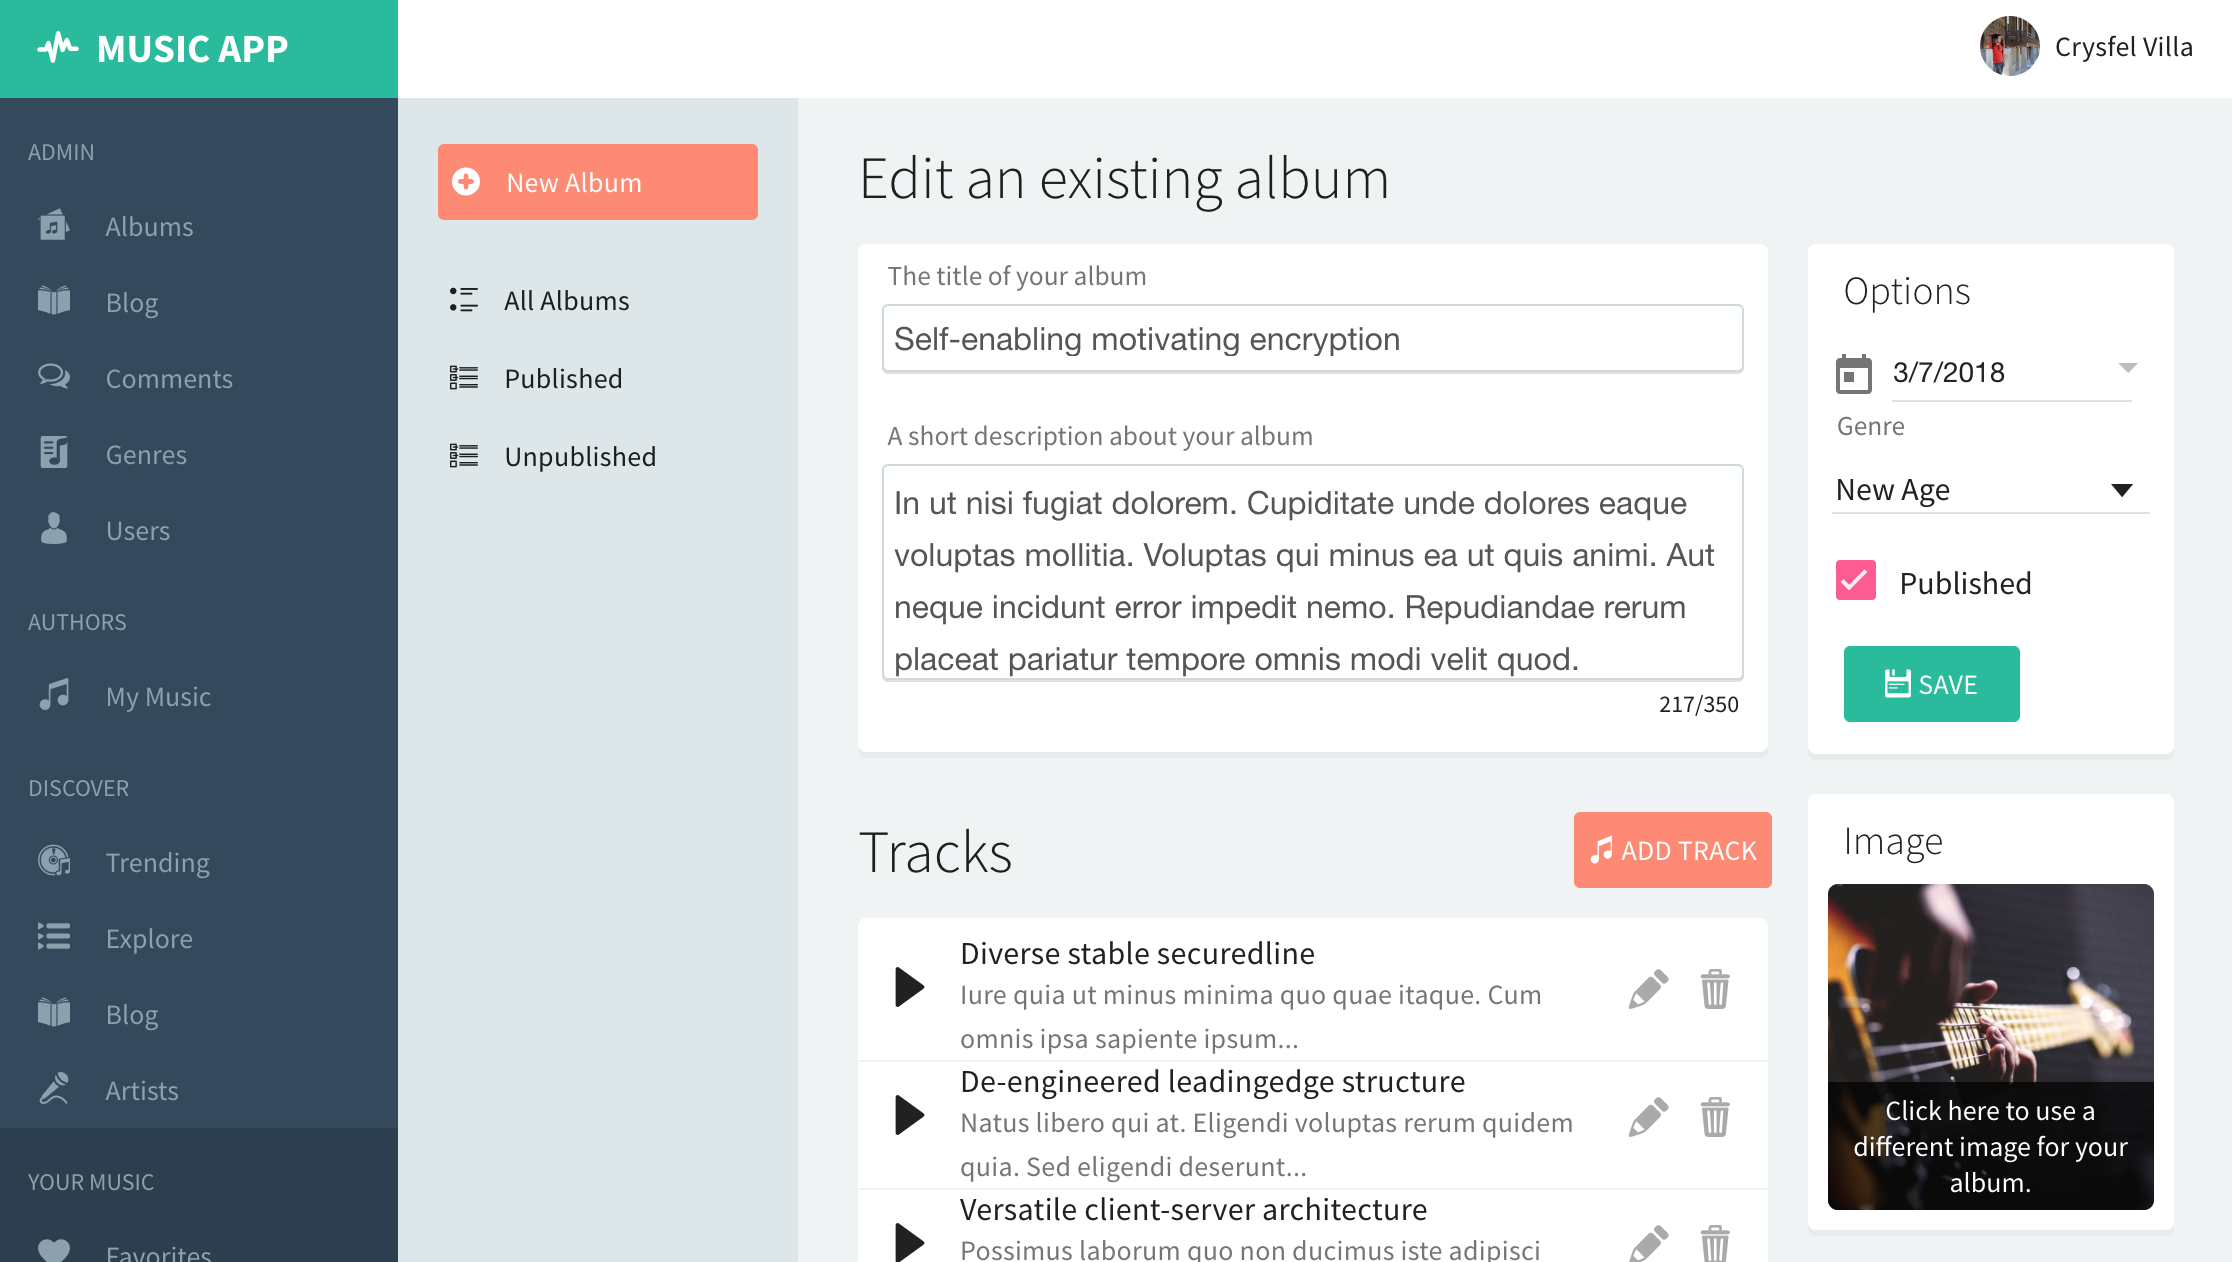 MUSIC APP
Crysfel Villa
ADMIN
Albums
Blog
Comments
Genres
Users
AUTHORS
My Music
DISCOVER
Trending
Explore
Blog
Artists
YOUR MUSIC
Favorites
New Album
All Albums
Published
Unpublished
Edit an existing album
The title of your album
Self-enabling motivating encryption
A short description about your album
In ut nisi fugiat dolorem. Cupiditate unde dolores eaque
voluptas mollitia. Voluptas qui minus ea ut quis animi. Aut
neque incidunt error impedit nemo. Repudiandae rerum
placeat pariatur tempore omnis modi velit quod.
217/350
Options
3/7/2018
Genre
New Age
Published
SAVE
Tracks
ADD TRACK
Diverse stable securedline
Iure quia ut minus minima quo quae itaque. Cum
omnis ipsa sapiente ipsum...
De-engineered leadingedge structure
Natus libero qui at. Eligendi voluptas rerum quidem
quia. Sed eligendi deserunt...
Versatile client-server architecture
Possimus laborum quo non ducimus iste adipisci
Image
Click here to use a
different image for your
album.